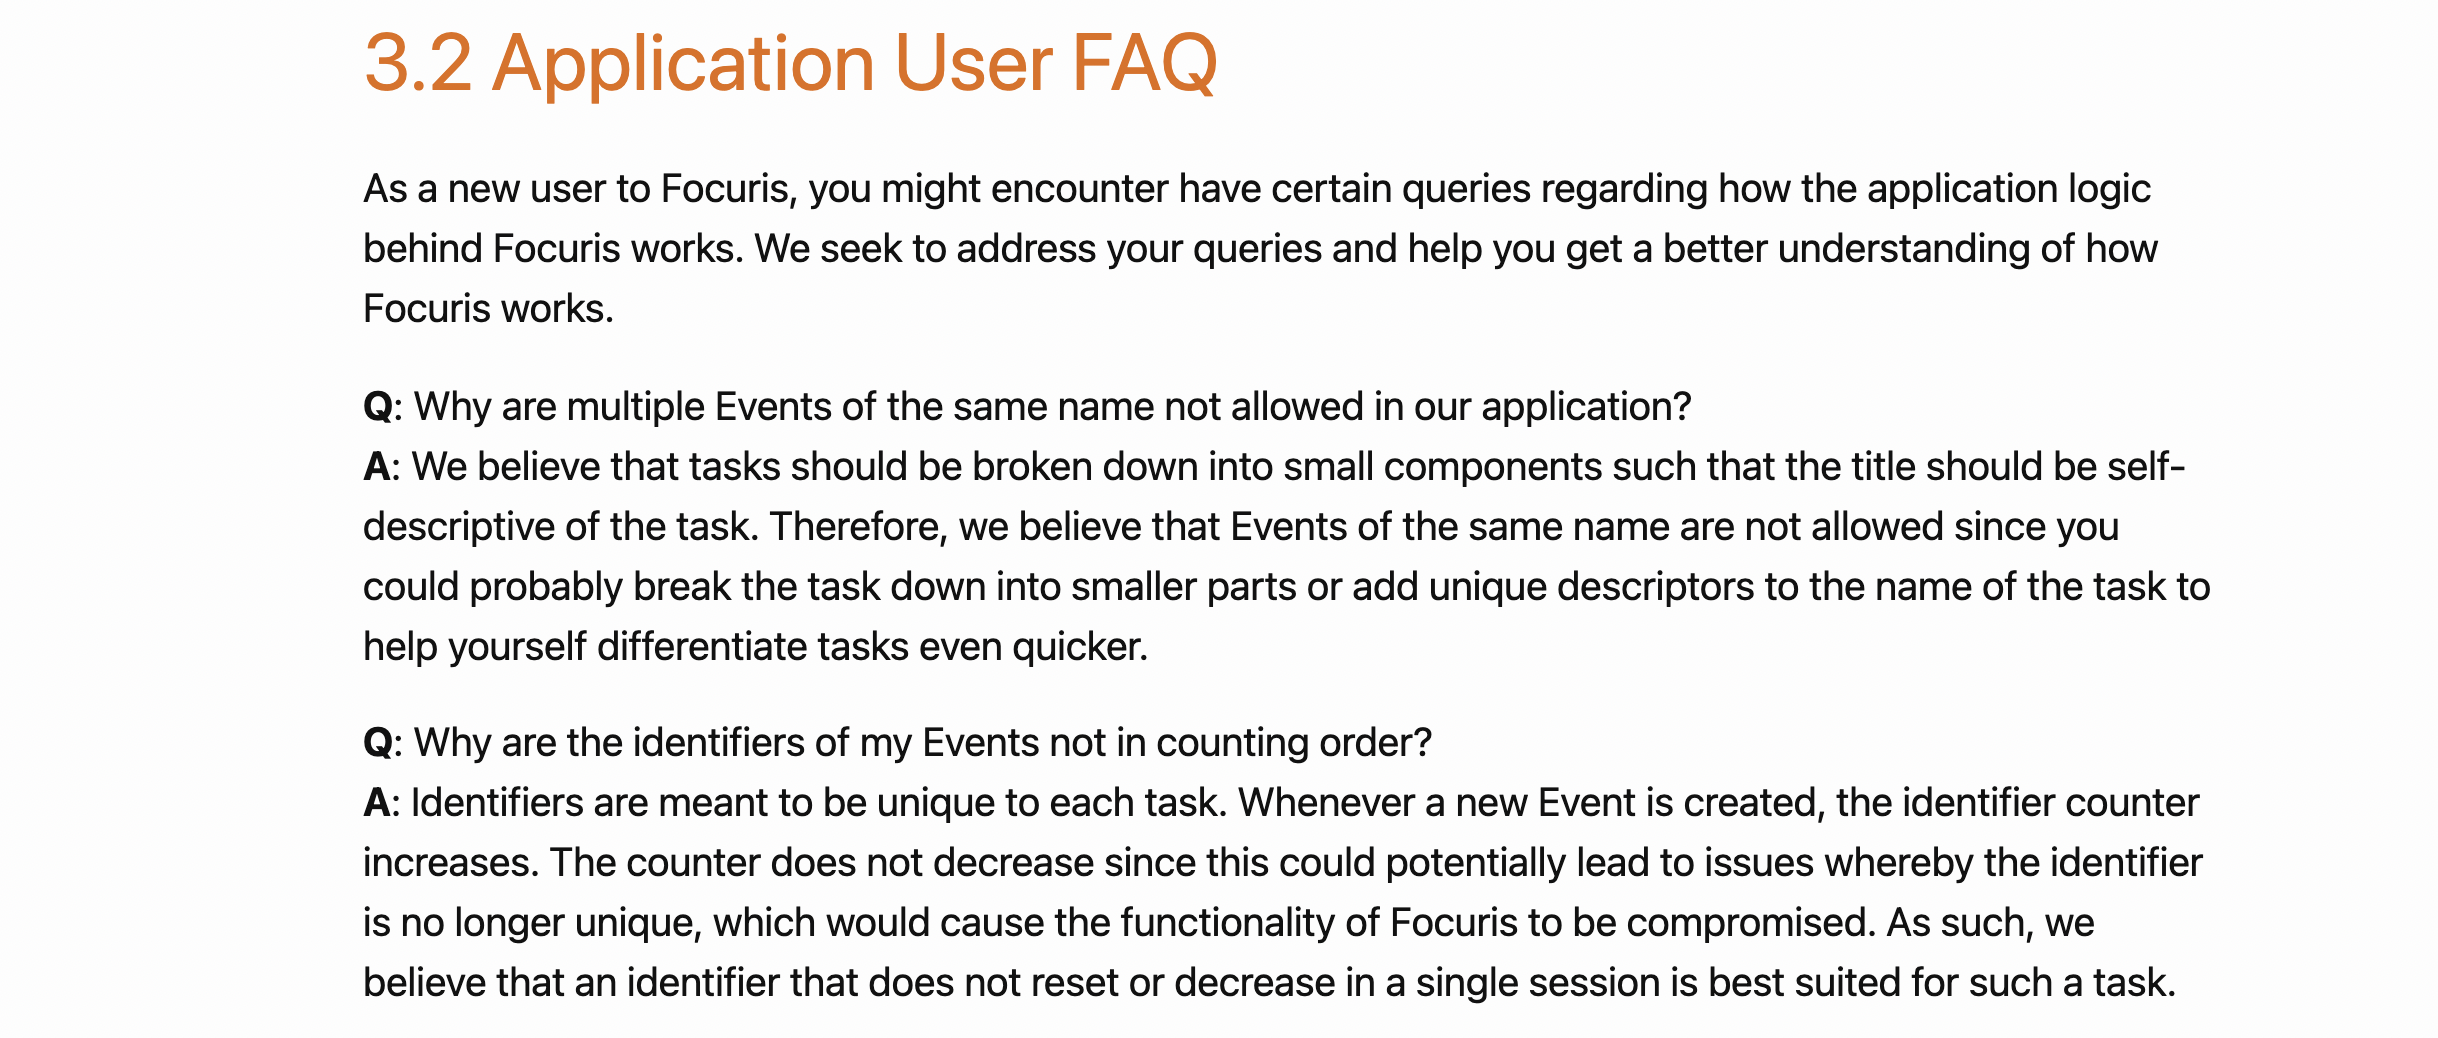 3.2 Application User FAQ
As a new user to Focuris, you might encounter have certain queries regarding how the application logic
behind Focuris works. We seek to address your queries and help you get a better understanding of how
Focuris works.
Q: Why are multiple Events of the same name not allowed in our application?
A: We believe that tasks should be broken down into small components such that the title should be self-
descriptive of the task. Therefore, we believe that Events of the same name are not allowed since you
could probably break the task down into smaller parts or add unique descriptors to the name of the task to
help yourself differentiate tasks even quicker.
Q: Why are the identifiers of my Events not in counting order?
A: Identifiers are meant to be unique to each task. Whenever a new Event is created, the identifier counter
increases. The counter does not decrease since this could potentially lead to issues whereby the identifier
is no longer unique, which would cause the functionality of Focuris to be compromised. As such, we
believe that an identifier that does not reset or decrease in a single session is best suited for such a task.